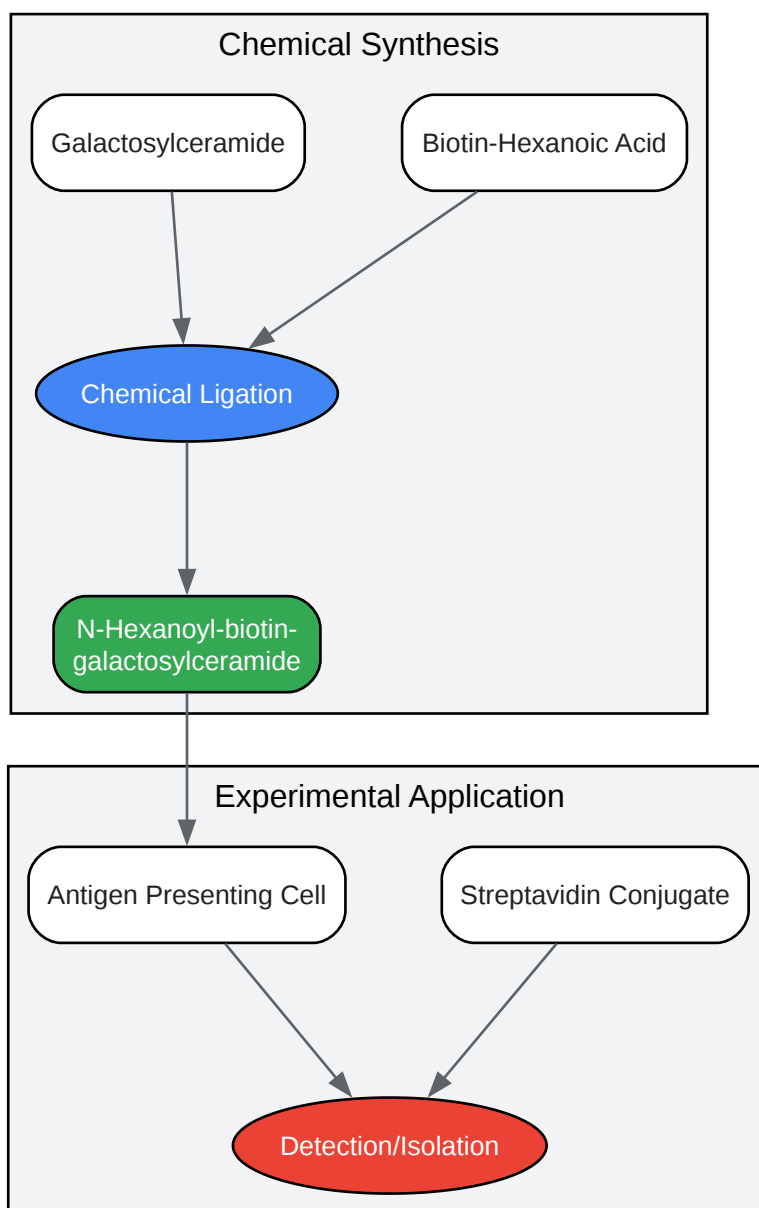 Chemical Synthesis
Galactosylceramide
Biotin-Hexanoic Acid
Chemical Ligation
N-Hexanoyl-biotin-
galactosylceramide
Experimental Application
Antigen Presenting Cell
Streptavidin Conjugate
Detection/Isolation